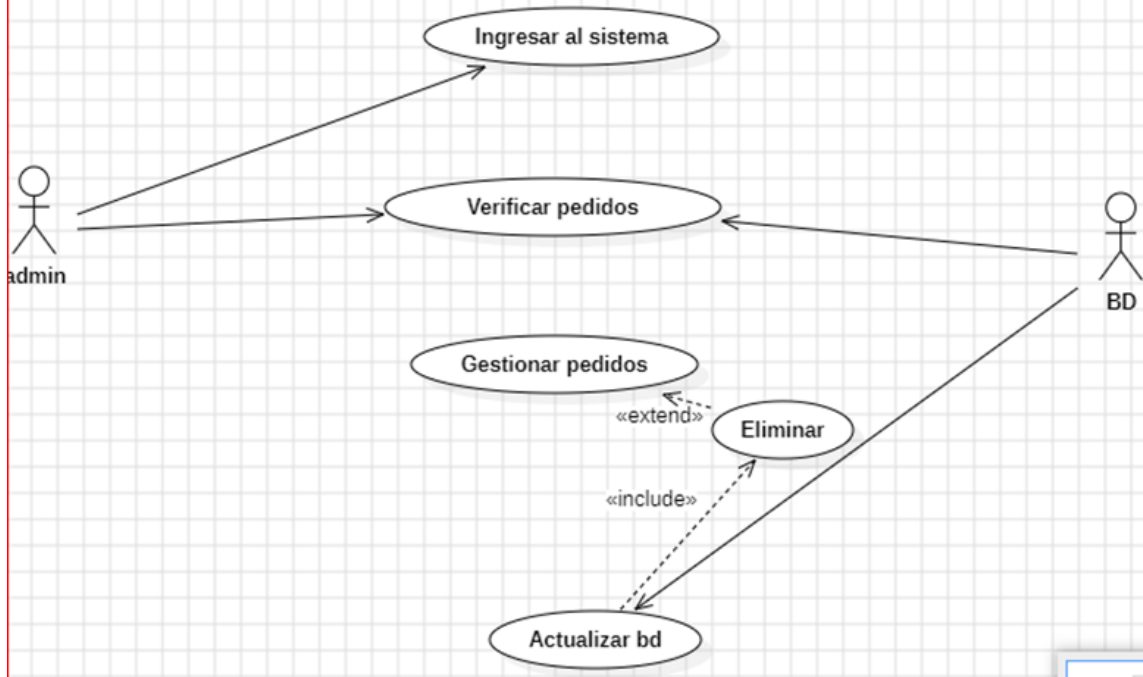 Ingresar al sistema
Verificar pedidos
admin
BD
Gestionar pedidos
«extend»
Eliminar
«include»
Actualizar bd